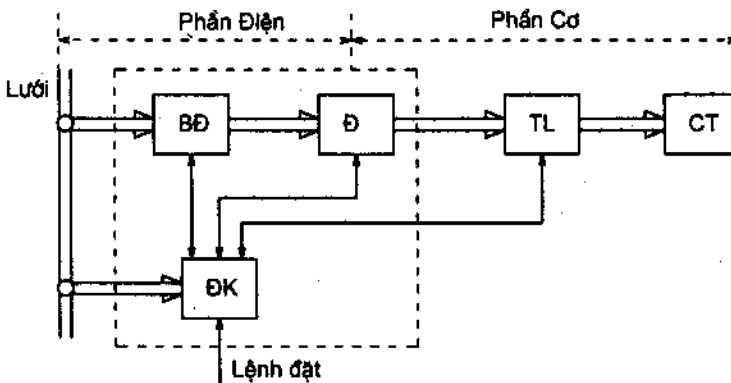 Phần Điện
Phần Cơ
Lưới
BĐ
Đ
TL
CT
ĐK
Lệnh đặt